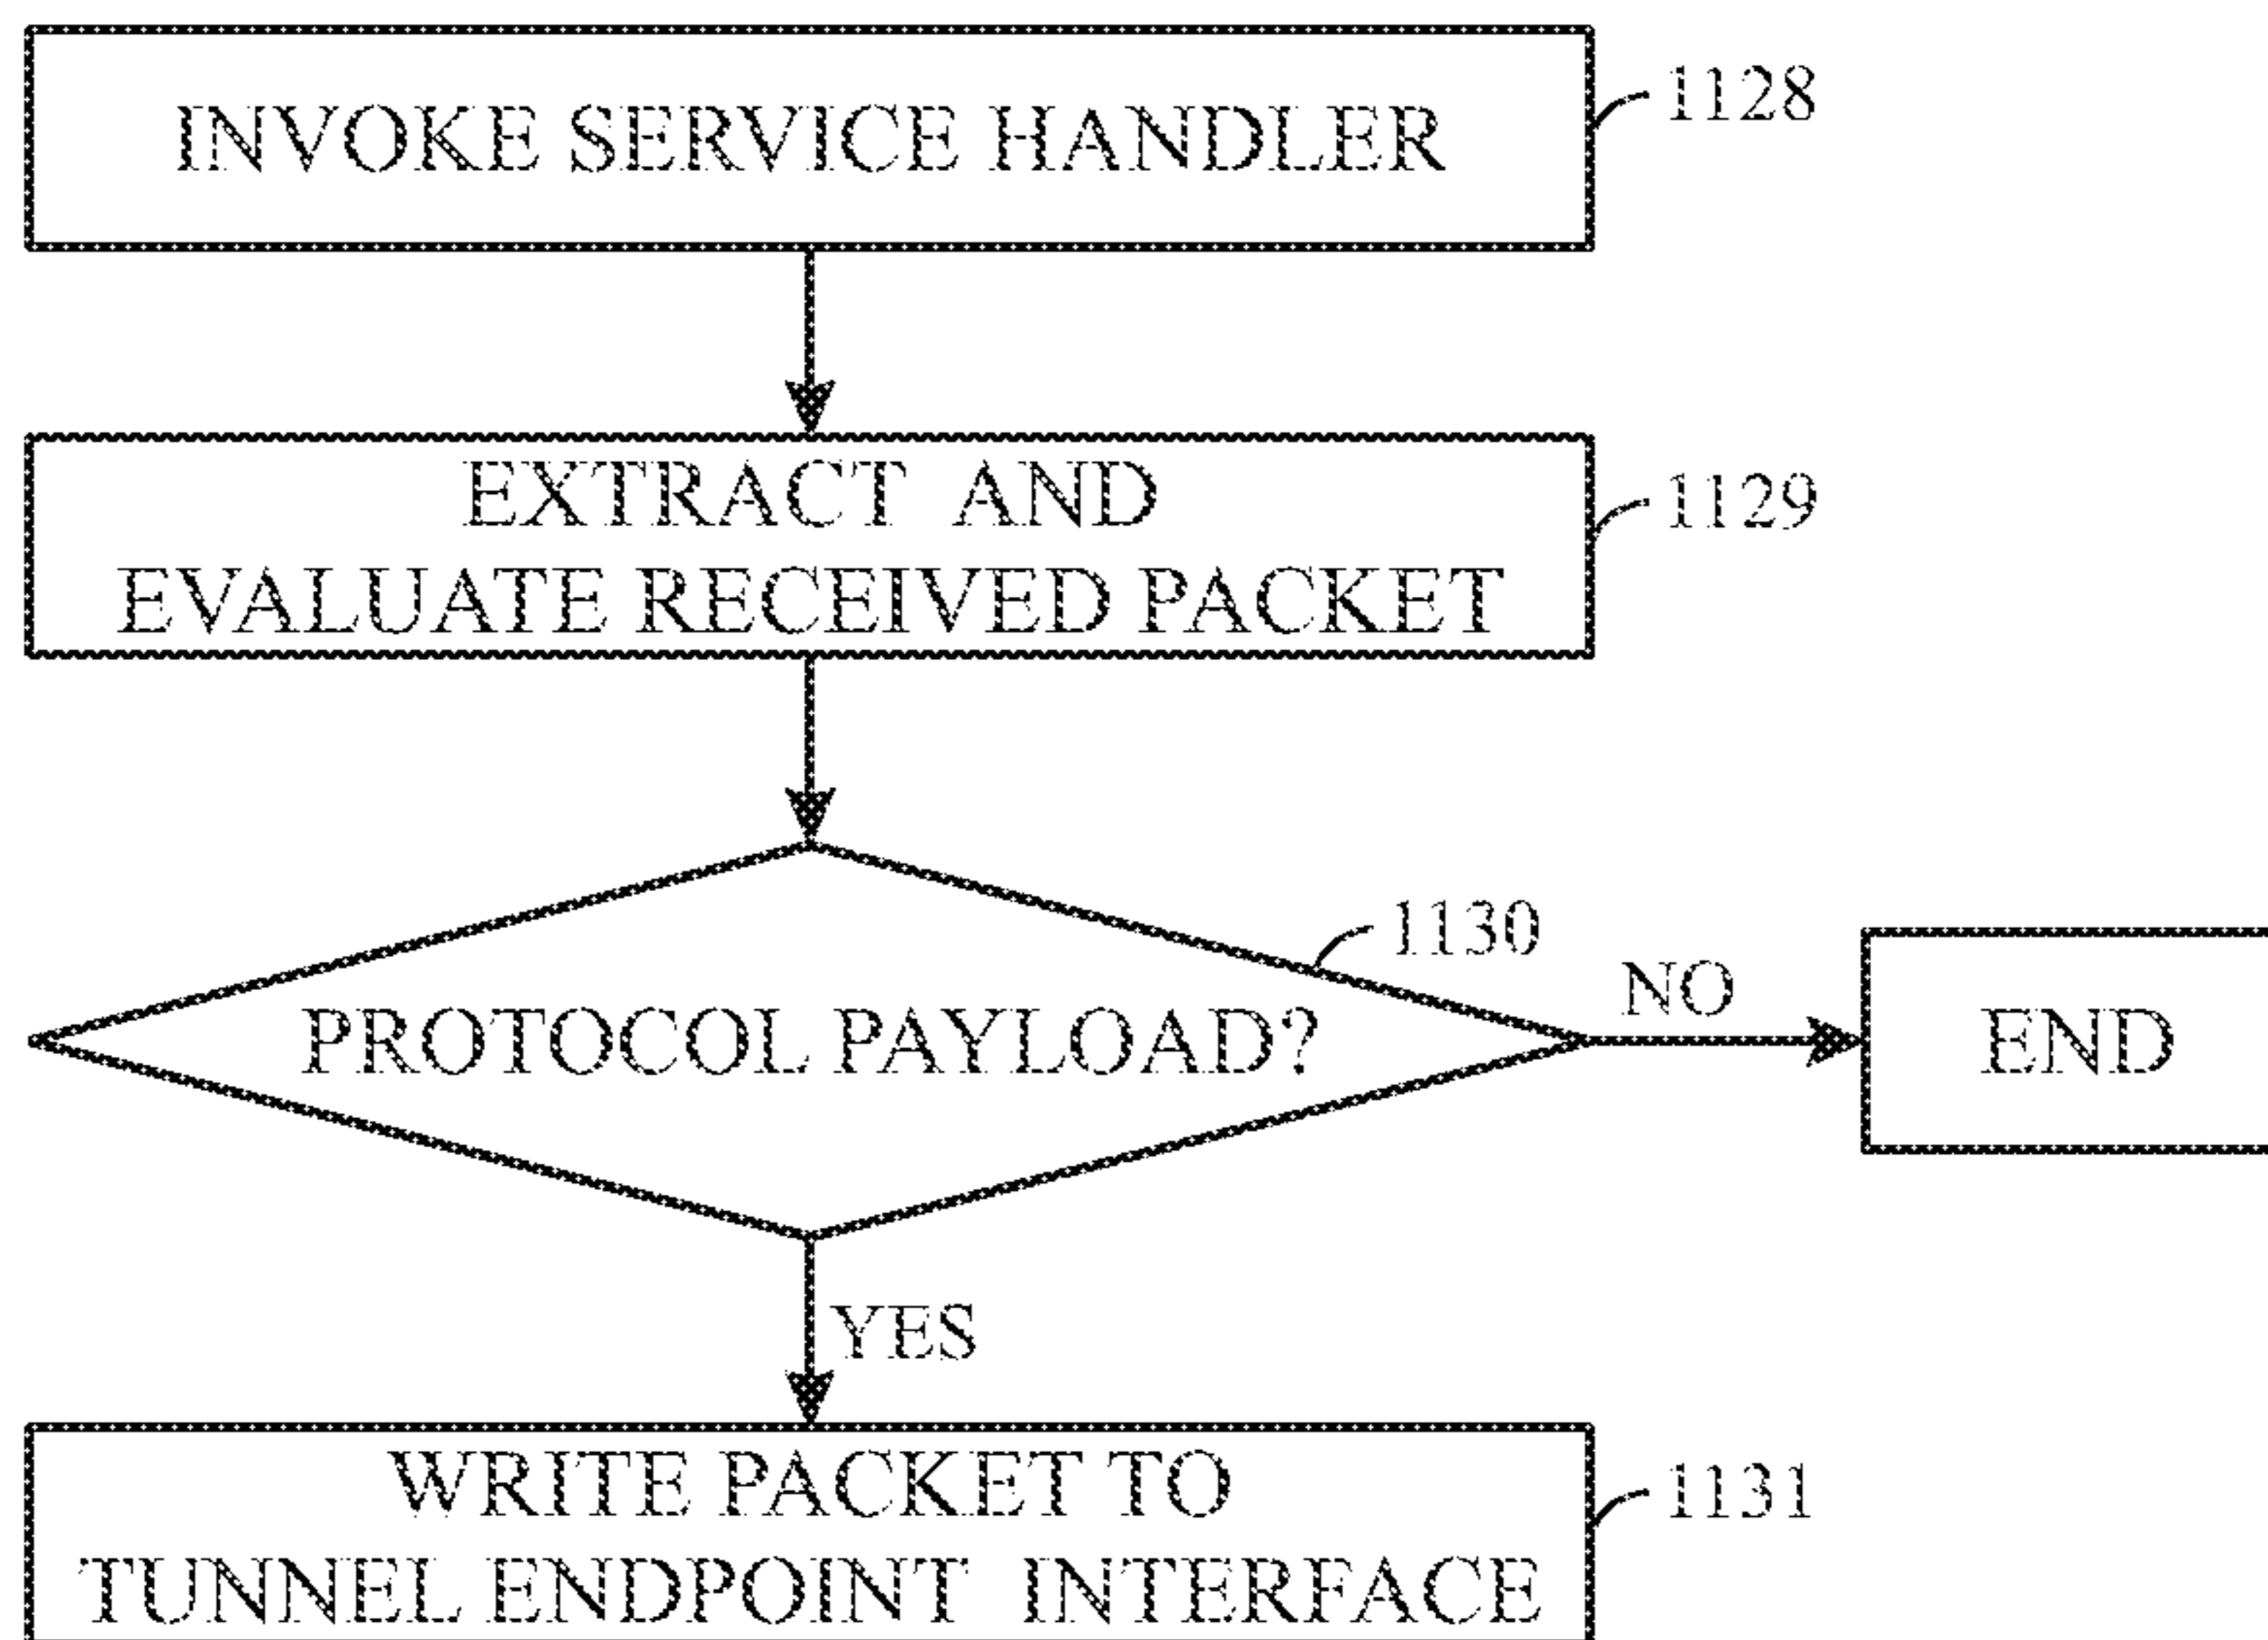 INVOKE SERVICE HANDLER
1128
EXTRACT AND
EVALUATE RECEIVED PACKET
1129
1130
PROTOCOL PAYLOAD?
NO
END
YES
WRITE PACKET TO
TUNNEL ENDPOINT INTERFACE
1131